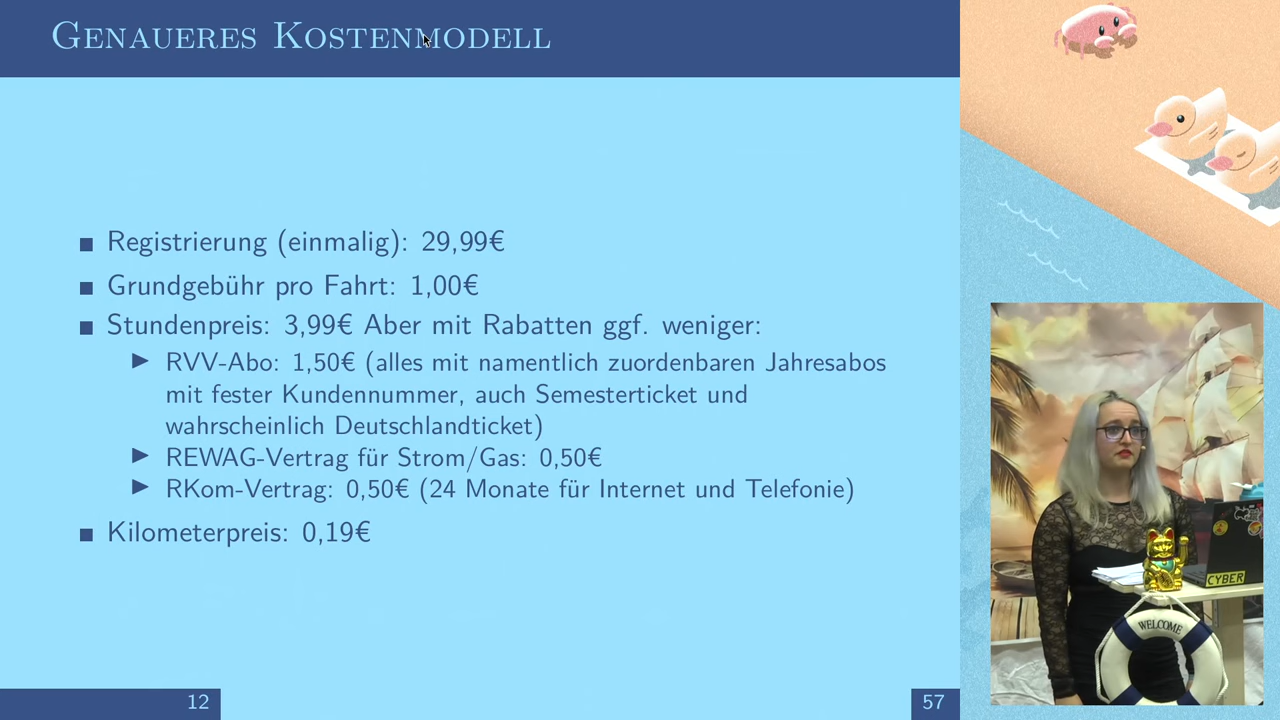 Genaueres Kostenmodell
Registrierung (einmalig): 29,99€
Grundgebühr pro Fahrt: 1,00€
Stundenpreis: 3,99€ Aber mit Rabatten ggf. weniger:
RVV-Abo: 1,50€ (alles mit namentlich zuordenbaren Jahresabos
mit fester Kundennummer, auch Semesterticket und
wahrscheinlich Deutschlandticket)
REWAG-Vertrag für Strom/Gas: 0,50€
RKom-Vertrag: 0,50€ (24 Monate für Internet und Telefonie)
Kilometerpreis: 0,19€
12
57
CYBER
WELCOME